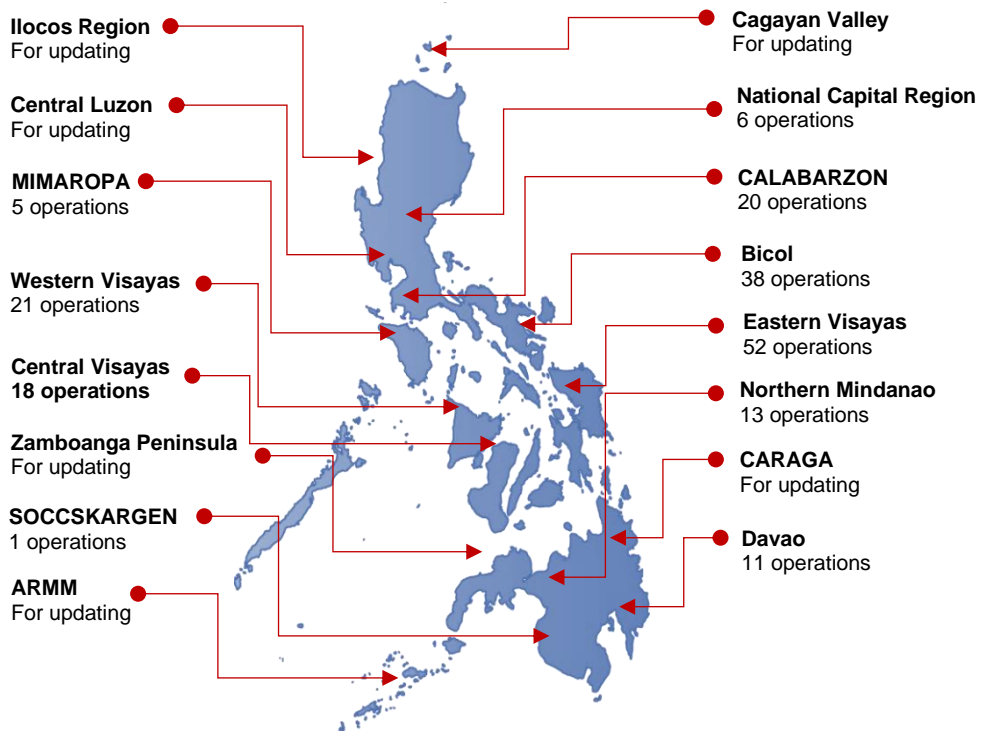 Ilocos Region
For updating
Central Luzon
For updating
MIMAROPA
5 operations
Western Visayas
21 operations
Central Visayas
18 operations
Zamboanga Peninsula
For updating
SOCCSKARGEN
1 operations
ARMM
For updating
Cagayan Valley
For updating
National Capital Region
6 operations
CALABARZON
20 operations
Bicol
38 operations
Eastern Visayas
52 operations
Northern Mindanao
13 operations
CARAGA
For updating
Davao
11 operations